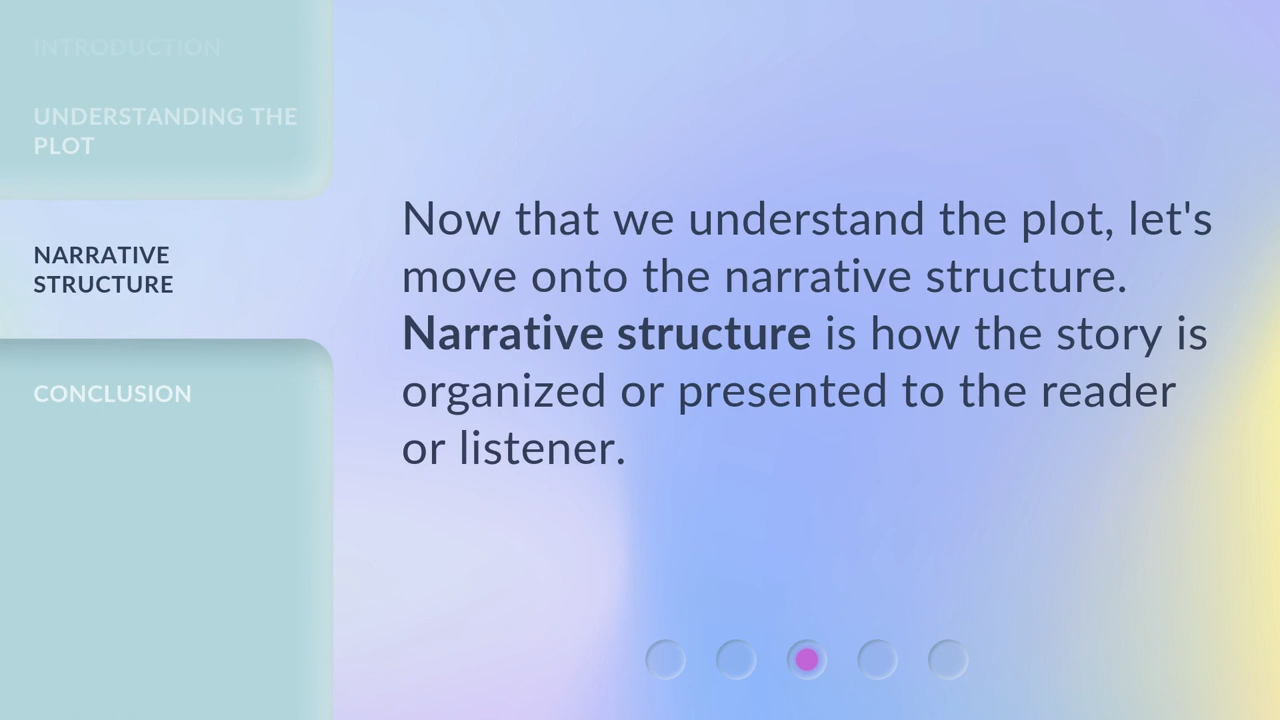 INTRODUCTION
UNDERSTANDING THE
PLOT
NARRATIVE
STRUCTURE
CONCLUSION
Now that we understand the plot, let's
move onto the narrative structure.
Narrative structure is how the story is
organized or presented to the reader
or listener.